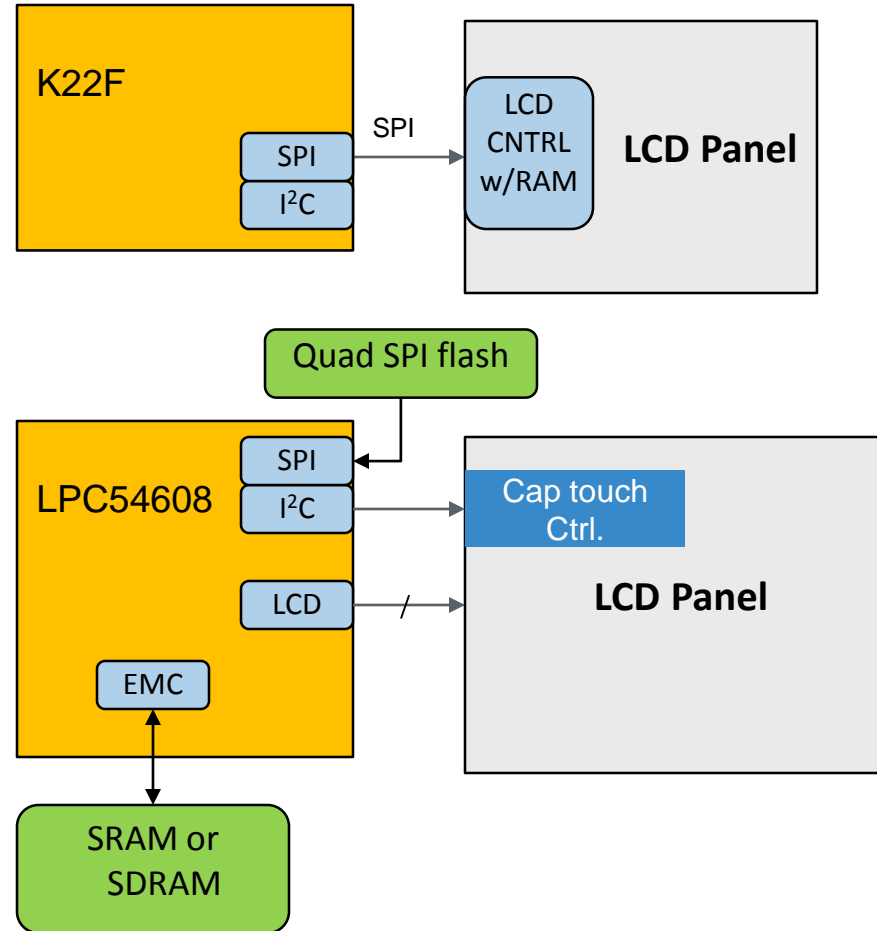 K22F
SPI
I²C
SPI
LCD
CNTRL
w/RAM
LCD Panel
Quad SPI flash
LPC54608
SPI
I²C
LCD
EMC
Cap touch
Ctrl.
LCD Panel
SRAM or
SDRAM